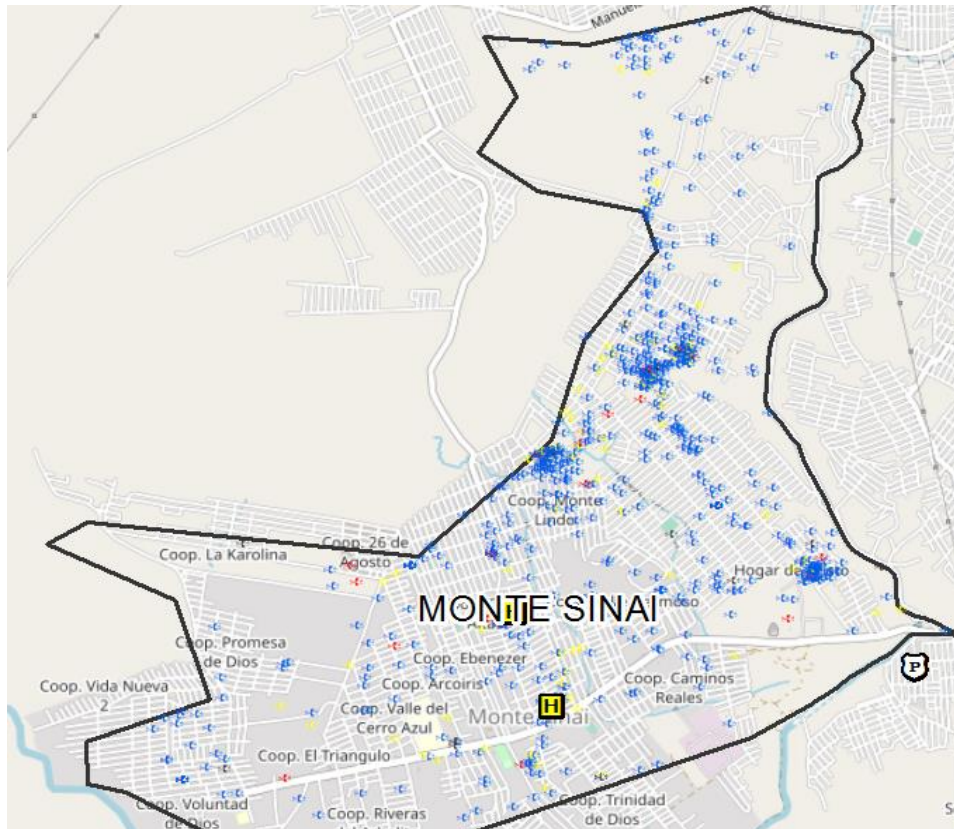 Manuel
Coop. Monte
Lindo
Coop. La Karolina
Coop. 26 de
Agosto
Hogar de
MONTE SINAI
Coop. Promesa
de Dios
Coop. Ebenezer
P
Coop. Vida Nueva
2
Coop. Arcoiris
Coop. Caminos
Reales
H
Coop. Valle del
Cerro Azul
Monte Sinai
Coop. El Triangulo
Coop. Voluntad
de Dios
Coop. Riveras
Coop. Trinidad
de Dios